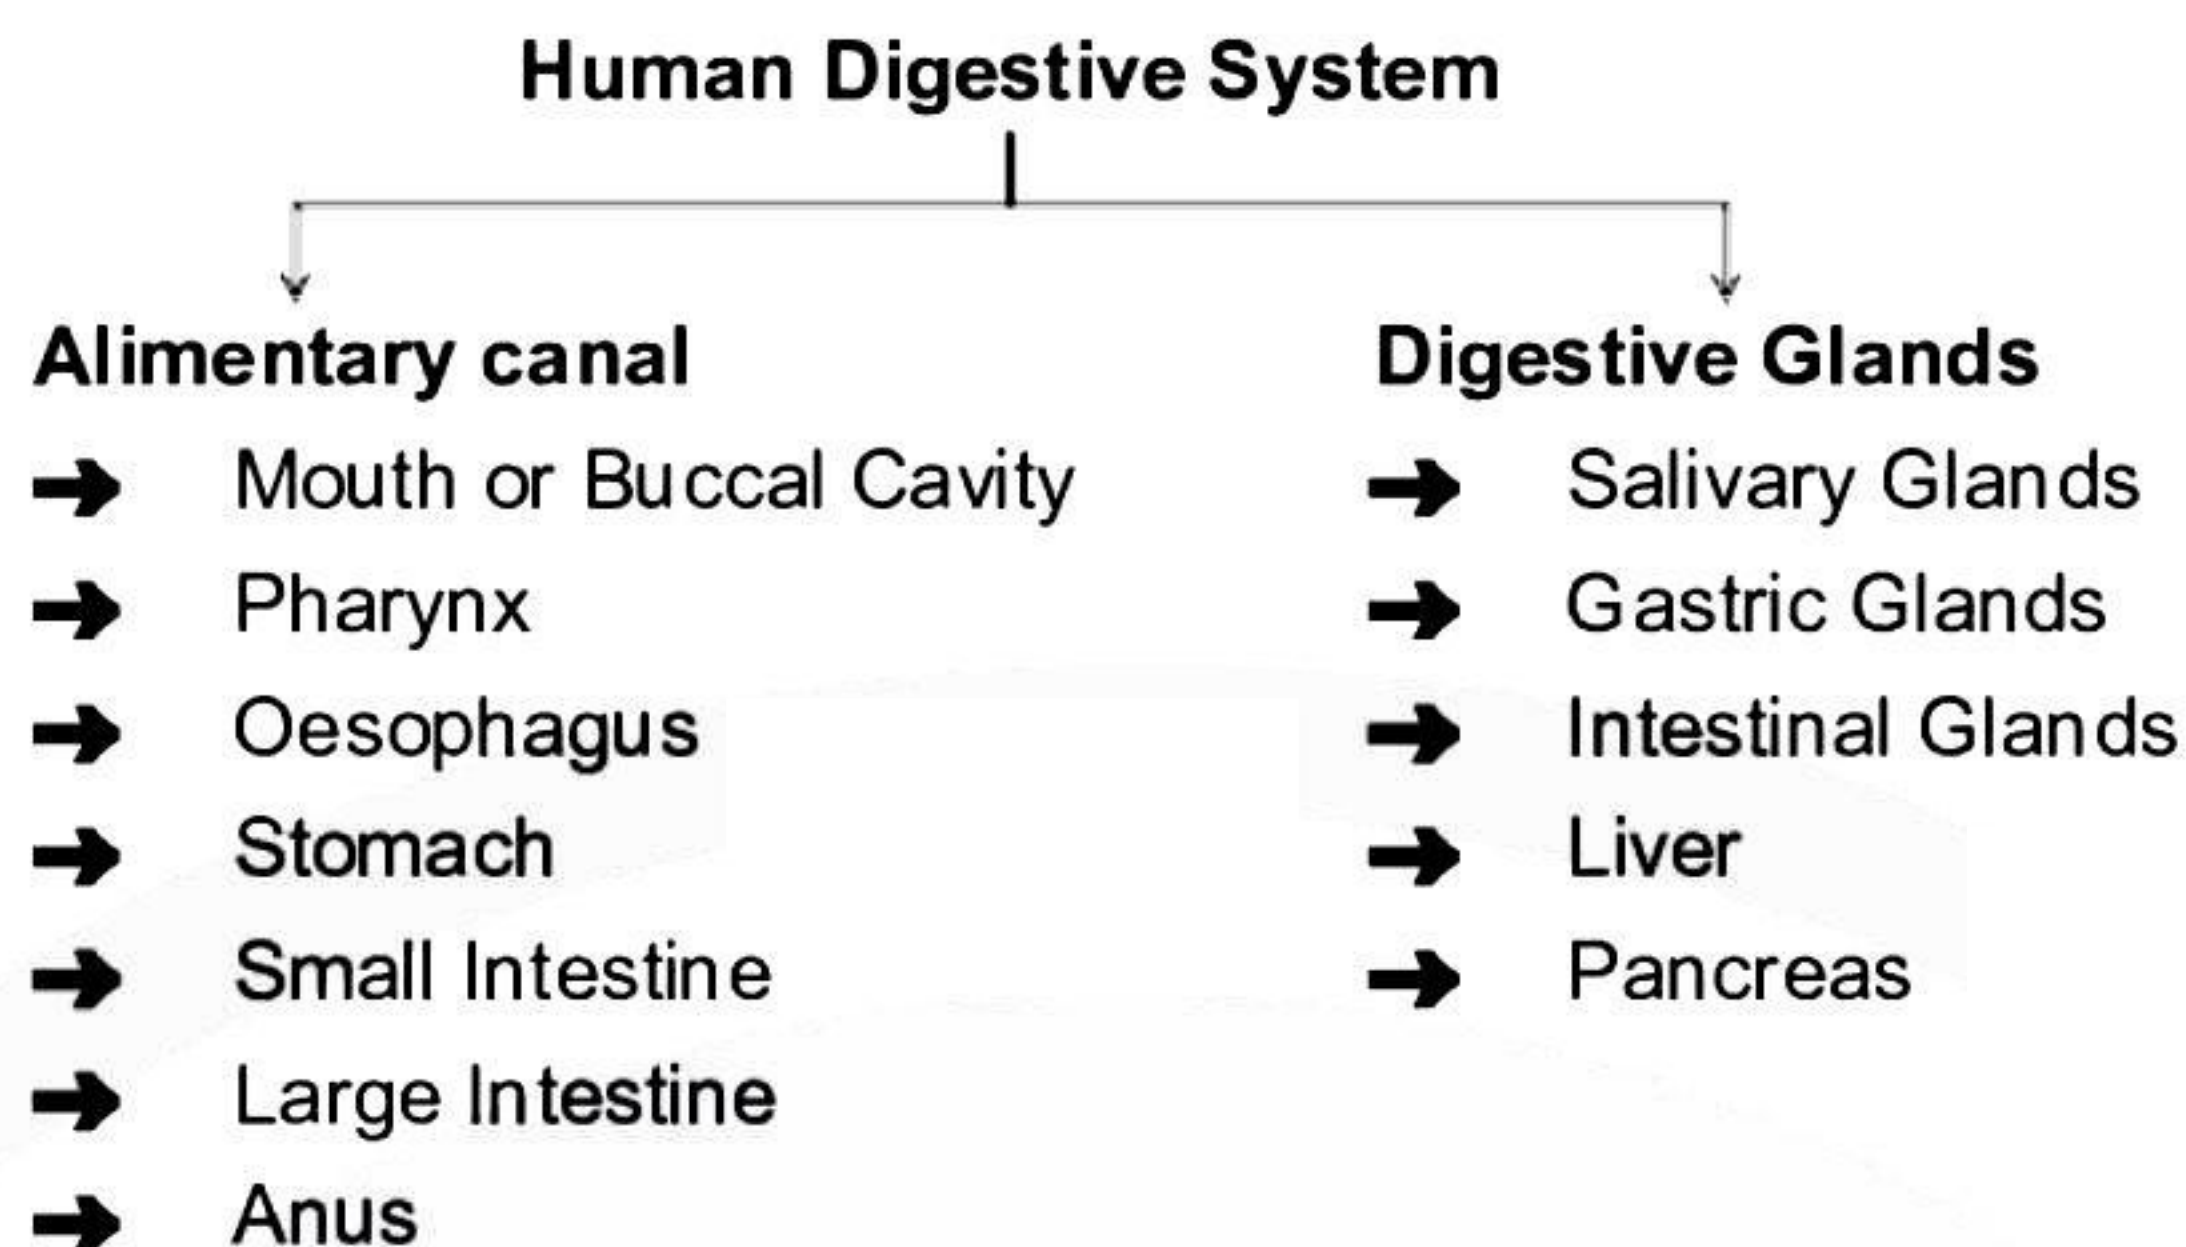 Human Digestive System
Alimentary canal
Mouth or Buccal Cavity
Pharynx
Oesophagus
Stomach
Small Intestine
Large Intestine
Anus
Digestive Glands
Salivary Glands
Gastric Glands
Intestinal Glands
Liver
Pancreas